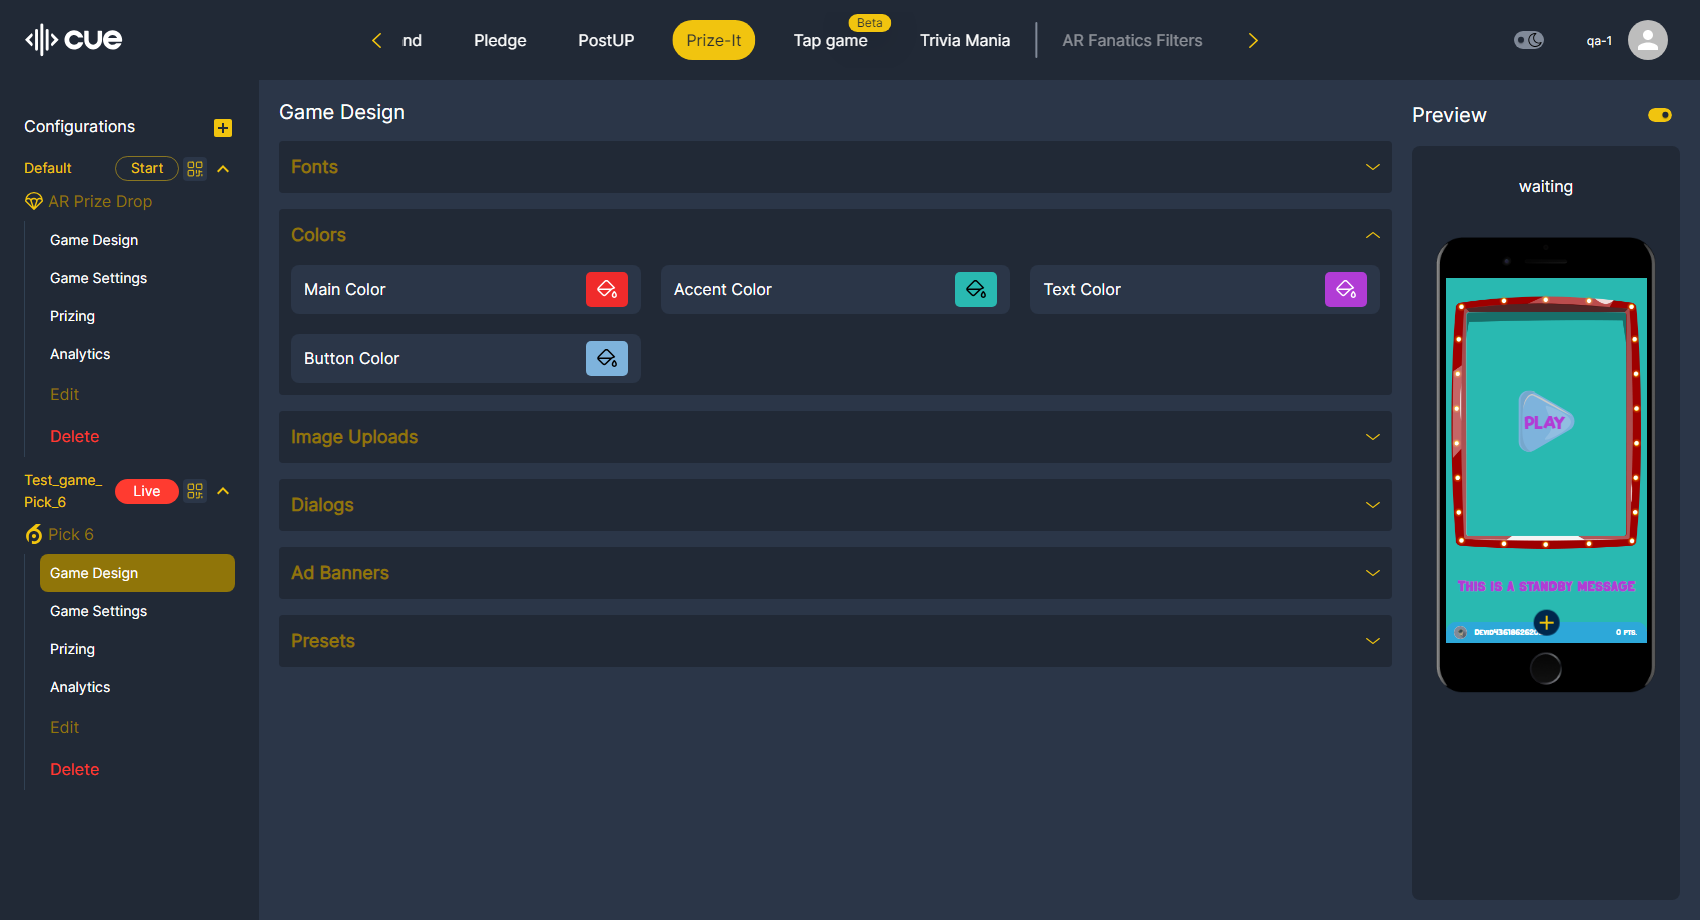 cue
nd
Pledge
PostUP
Prize-It
Beta
Tap game
Trivia Mania
AR Fanatics Filters
qa-1
Configurations
Default
Start
AR Prize Drop
Game Design
Game Settings
Prizing
Analytics
Edit
Delete
Test_game_
Pick_6
Live
Pick 6
Game Design
Game Settings
Prizing
Analytics
Edit
Delete
Game Design
Fonts
Colors
Main Color
Accent Color
Text Color
Button Color
Image Uploads
Dialogs
Ad Banners
Presets
Preview
waiting
PLAY
THIS IS A STANDBY MESSAGE
0 PTS.